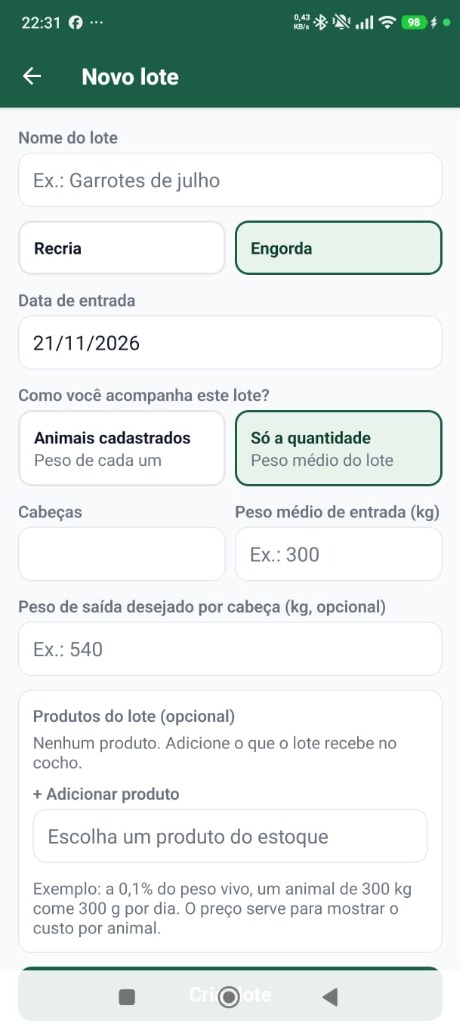 22:31
0,43
KB/s
98
Novo lote
Nome do lote
Ex.: Garrotes de julho
Recria
Engorda
Data de entrada
21/11/2026
Como você acompanha este lote?
Animais cadastrados
Peso de cada um
Só a quantidade
Peso médio do lote
Cabeças
Peso médio de entrada (kg)
Ex.: 300
Peso de saída desejado por cabeça (kg, opcional)
Ex.: 540
Produtos do lote (opcional)
Nenhum produto. Adicione o que o lote recebe no
cocho.
+ Adicionar produto
Escolha um produto do estoque
Exemplo: a 0,1% do peso vivo, um animal de 300 kg
come 300 g por dia. O preço serve para mostrar o
custo por animal.
lote